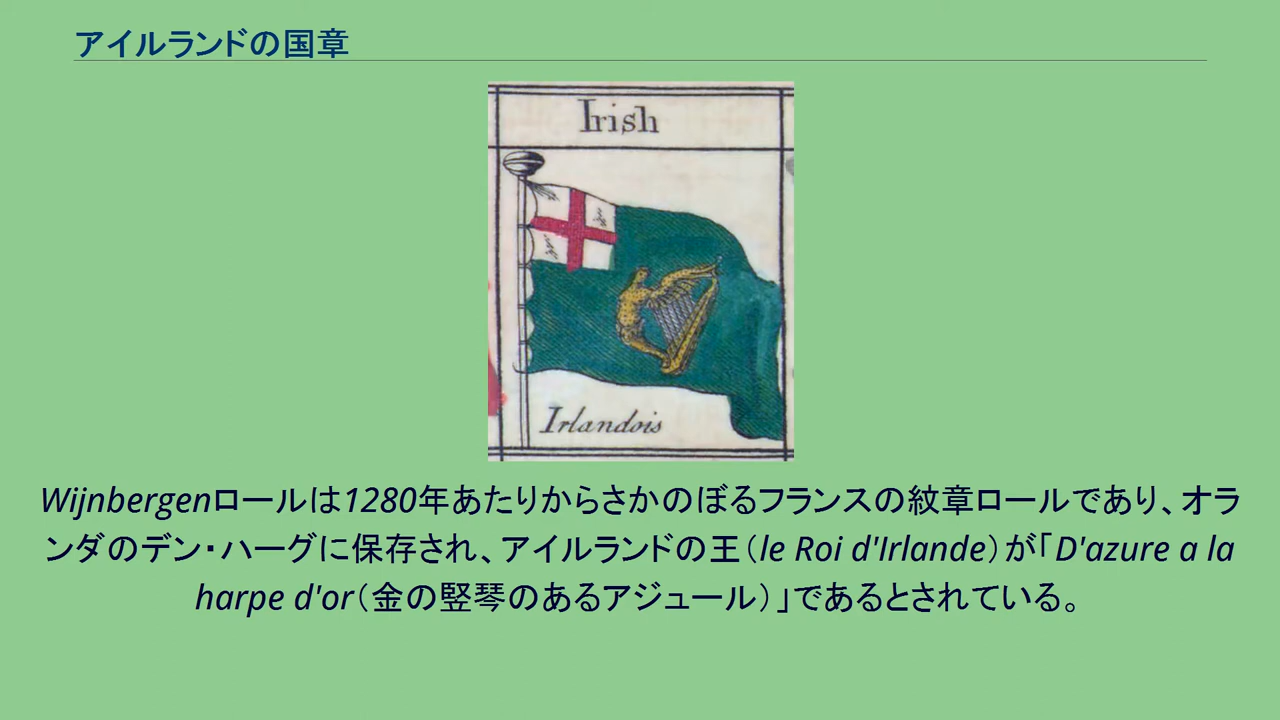 アイルランドの国章
Irish
Irlandois
Wijnbergenロールは1280年あたりからさかのぼるフランスの紋章ロールであり、オラ
ンダのデン・ハーグに保存され、アイルランドの王（le Roi d'Irlande）が「D'azure a la
harpe d'or（金の竪琴のあるアジュール）」であるとされている。